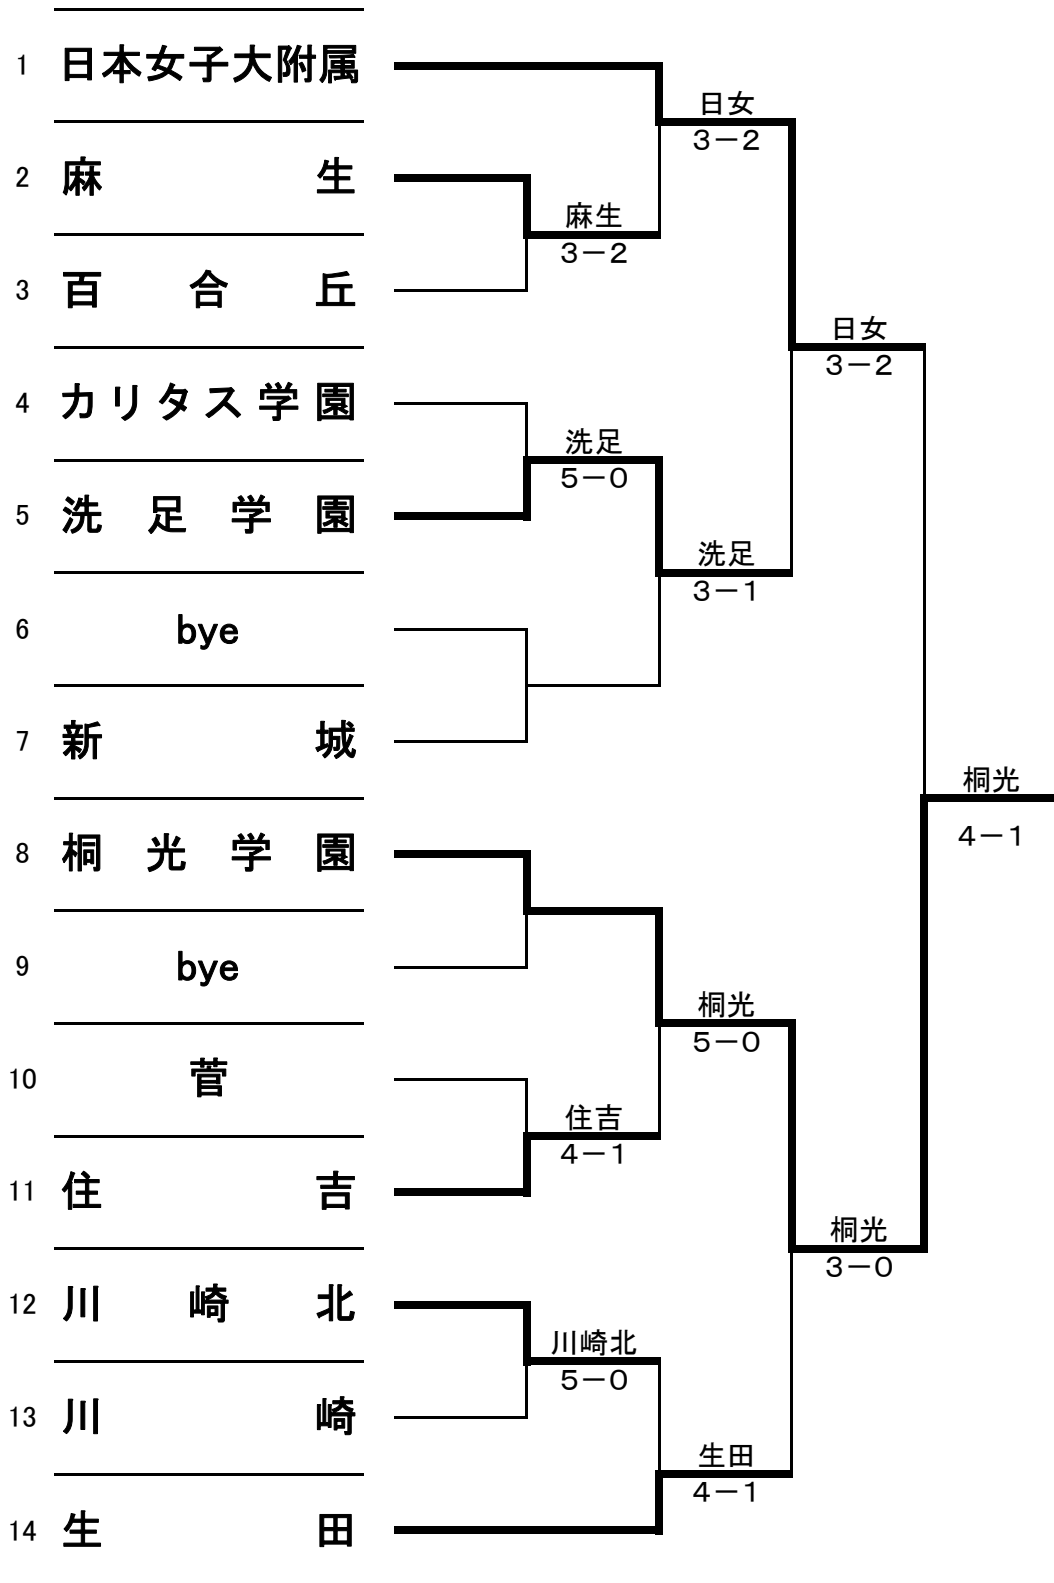 1 日本女子大附属
日女
3－2
2 麻生
麻生
3－2
3 百合丘
日女
3－2
4 カリタス学園
洗足
5－0
5 洗足学園
洗足
3－1
6 bye
7 新城
桐光
4－1
8 桐光学園
9 bye
桐光
5－0
10 菅
住吉
4－1
11 住吉
桐光
3－0
12 川崎北
川崎北
5－0
13 川崎
生田
4－1
14 生田